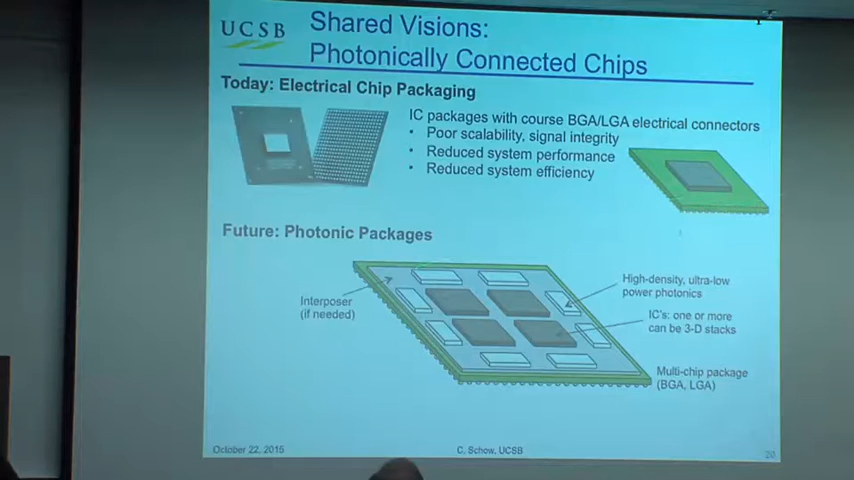 UCSB
Shared Visions:
Photonically Connected Chips
Today: Electrical Chip Packaging
IC packages with course BGA/LGA electrical connectors
• Poor scalability, signal integrity
• Reduced system performance
• Reduced system efficiency
Future: Photonic Packages
Interposer
(if needed)
High-density, ultra-low
power photonics
IC's: one or more
can be 3-D stacks
Multi-chip package
(BGA, LGA)
October 22, 2015
C. Schow, UCSB
20